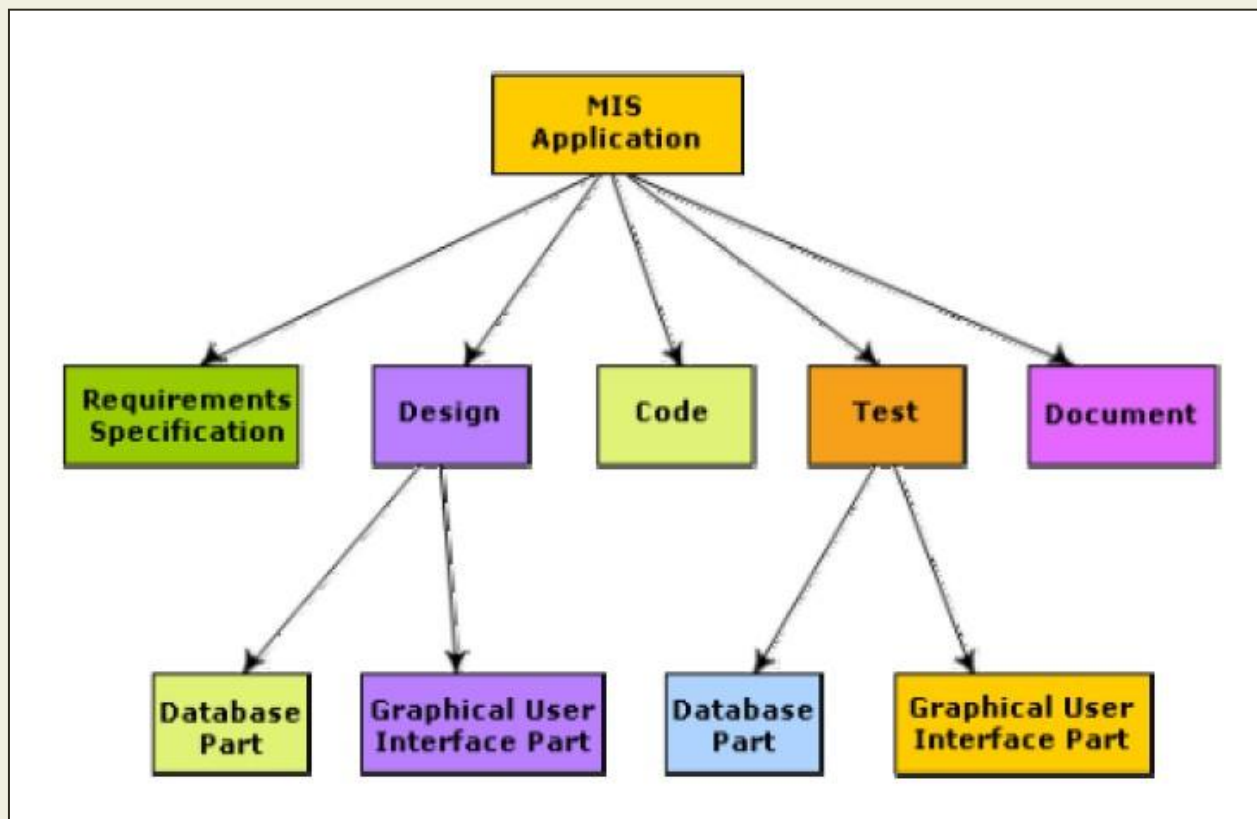 MIS
Application
Requirements
Specification
Design
Code
Test
Document
Database
Part
Graphical User
Interface Part
Database
Part
Graphical User
Interface Part